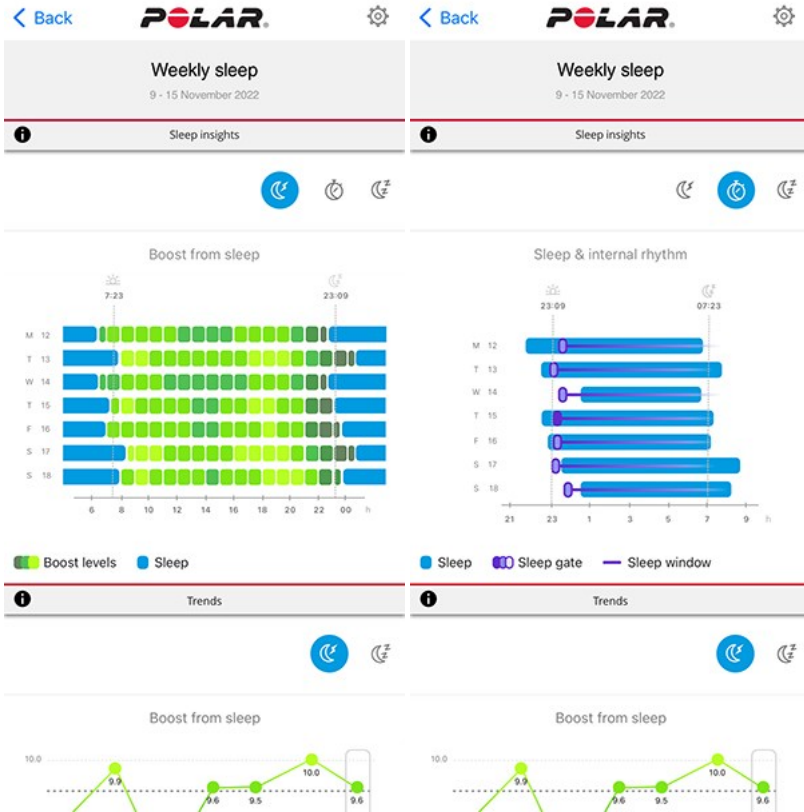 Back POLAR.
Weekly sleep
9 - 15 November 2022
Sleep insights
Boost from sleep
7:23 23:09
M 12
T 13
W 14
T 15
F 16
S 17
S 18
6 8 10 12 14 16 18 20 22 00 h
Boost levels Sleep
Trends
Boost from sleep
10.0
9.9 9.6 9.5 10.0 9.6
Back POLAR.
Weekly sleep
9 - 15 November 2022
Sleep insights
Sleep & internal rhythm
23:09 07:23
M 12
T 13
W 14
T 15
F 16
S 17
S 18
21 23 1 3 5 7 9 h
Sleep Sleep gate Sleep window
Trends
Boost from sleep
10.0
9.9 9.6 9.5 10.0 9.6